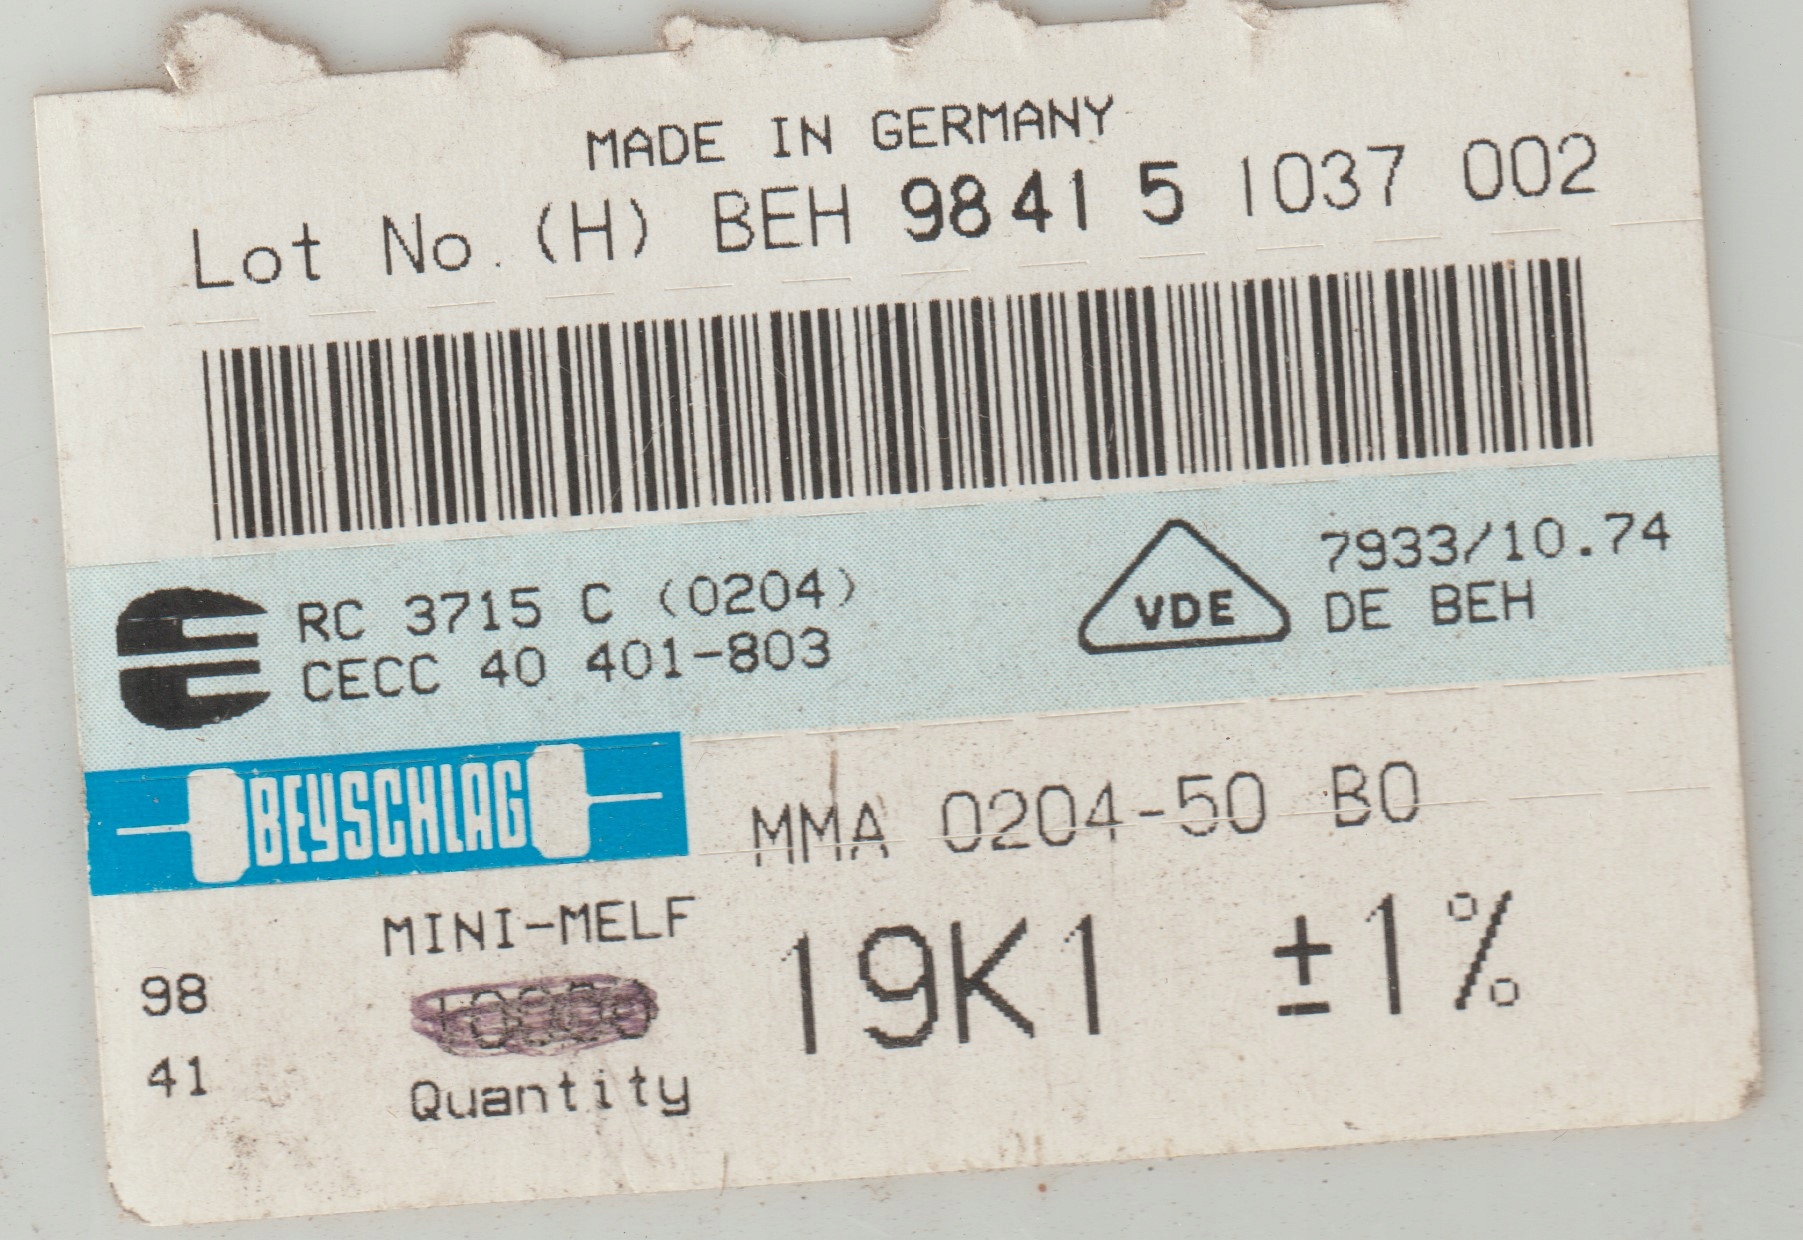 MADE IN GERMANY
Lot No. (H) BEH 9841 5 1037 002
RC 3715 C (0204)
CECC 40 401-803
VDE
7933/10.74
DE BEH
BEYSCHLAG
MMA 0204-50 B0
MINI-MELF
19K1 ±1%
98
41
Quantity